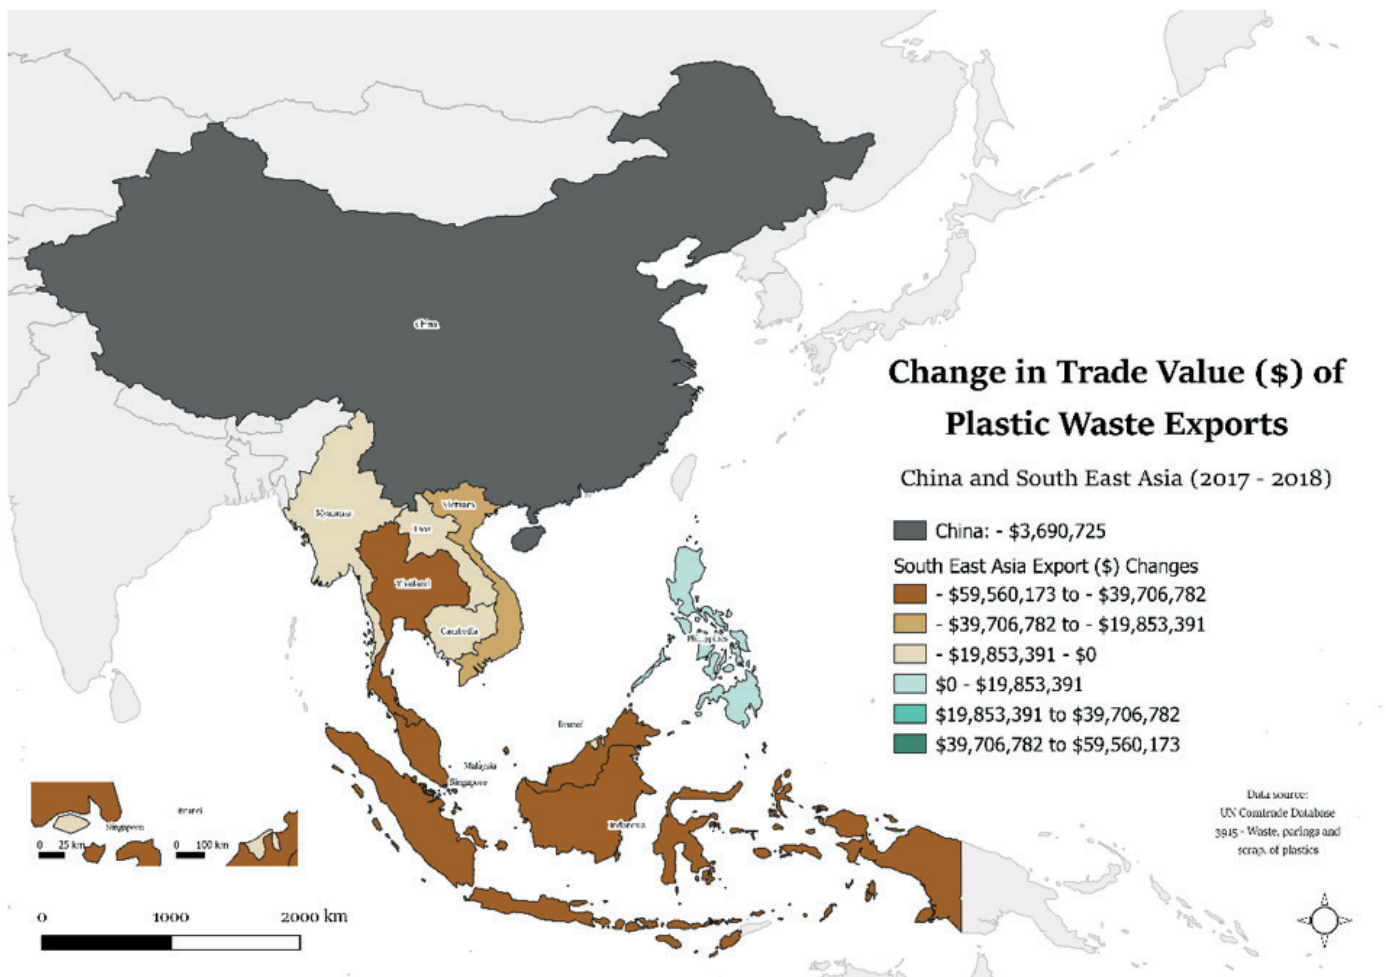 China
Myanmar
Vietnam
Laos
Thailand
Cambodia
Philippines
Brunei
Malaysia
Singapore
Indonesia
Change in Trade Value ($) of
Plastic Waste Exports
China and South East Asia (2017 - 2018)
China: - $3,690,725
South East Asia Export ($) Changes
- $59,560,173 to - $39,706,782
- $39,706,782 to - $19,853,391
- $19,853,391 - $0
$0 - $19,853,391
$19,853,391 to $39,706,782
$39,706,782 to $59,560,173
Data source:
UN Comtrade Database
3915 - Waste, parings and
scrap, of plastics
Singapore
0 25 km
Brunei
0 100 km
0 1000 2000 km